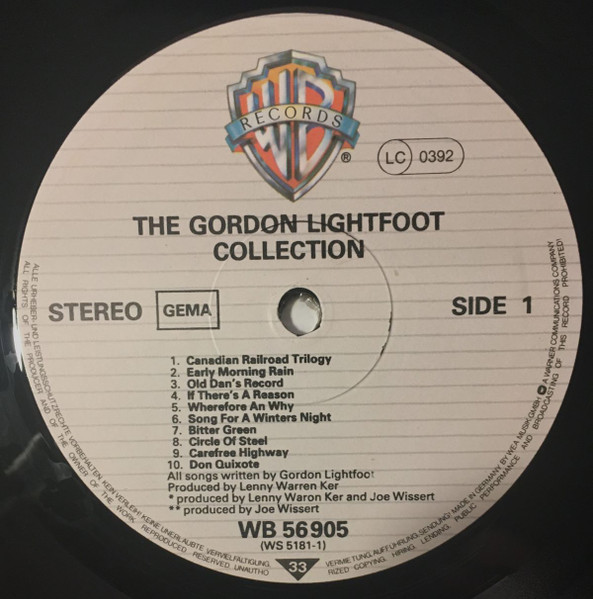 WB
RECORDS
®
LC 0392
THE GORDON LIGHTFOOT
COLLECTION
STEREO GEMA SIDE 1
1. Canadian Railroad Trilogy
2. Early Morning Rain
3. Old Dan's Record
4. If There's A Reason
5. Wherefore An Why
6. Song For A Winters Night
7. Bitter Green
8. Circle Of Steel
9. Carefree Highway
10. Don Quixote
All songs written by Gordon Lightfoot
Produced by Lenny Warren Ker
* produced by Lenny Waron Ker and Joe Wissert
** produced by Joe Wissert
WB 56 905
(WS 5181-1)
33
ALLE URHEBER- UND LEISTUNGSSCHUTZRECHTE VORBEHALTEN. KEIN VERLEIH! KEINE UNERLAUBTE VERVIELFÄLTIGUNG, VERMIETUNG, AUFFÜHRUNG, SENDUNG! MADE IN GERMANY BY WEA MUSIK GMBH A WARNER COMMUNICATIONS COMPANY
ALL RIGHTS OF THE PRODUCER AND OF THE OWNER OF THE WORK REPRODUCED RESERVED. UNAUTHORIZED COPYING, HIRING, LENDING, PUBLIC PERFORMANCE AND BROADCASTING OF THIS RECORD PROHIBITED!